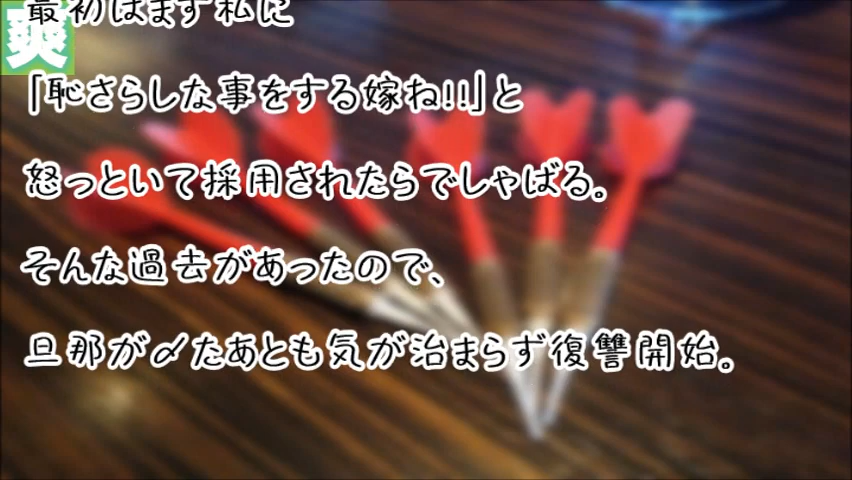 爽
最初はまず私に
「恥さらしな事をする嫁ね!!」と
怒っといて採用されたらでしゃばる。
そんな過去があったので、
旦那が〆たあとも気が治まらず復讐開始。